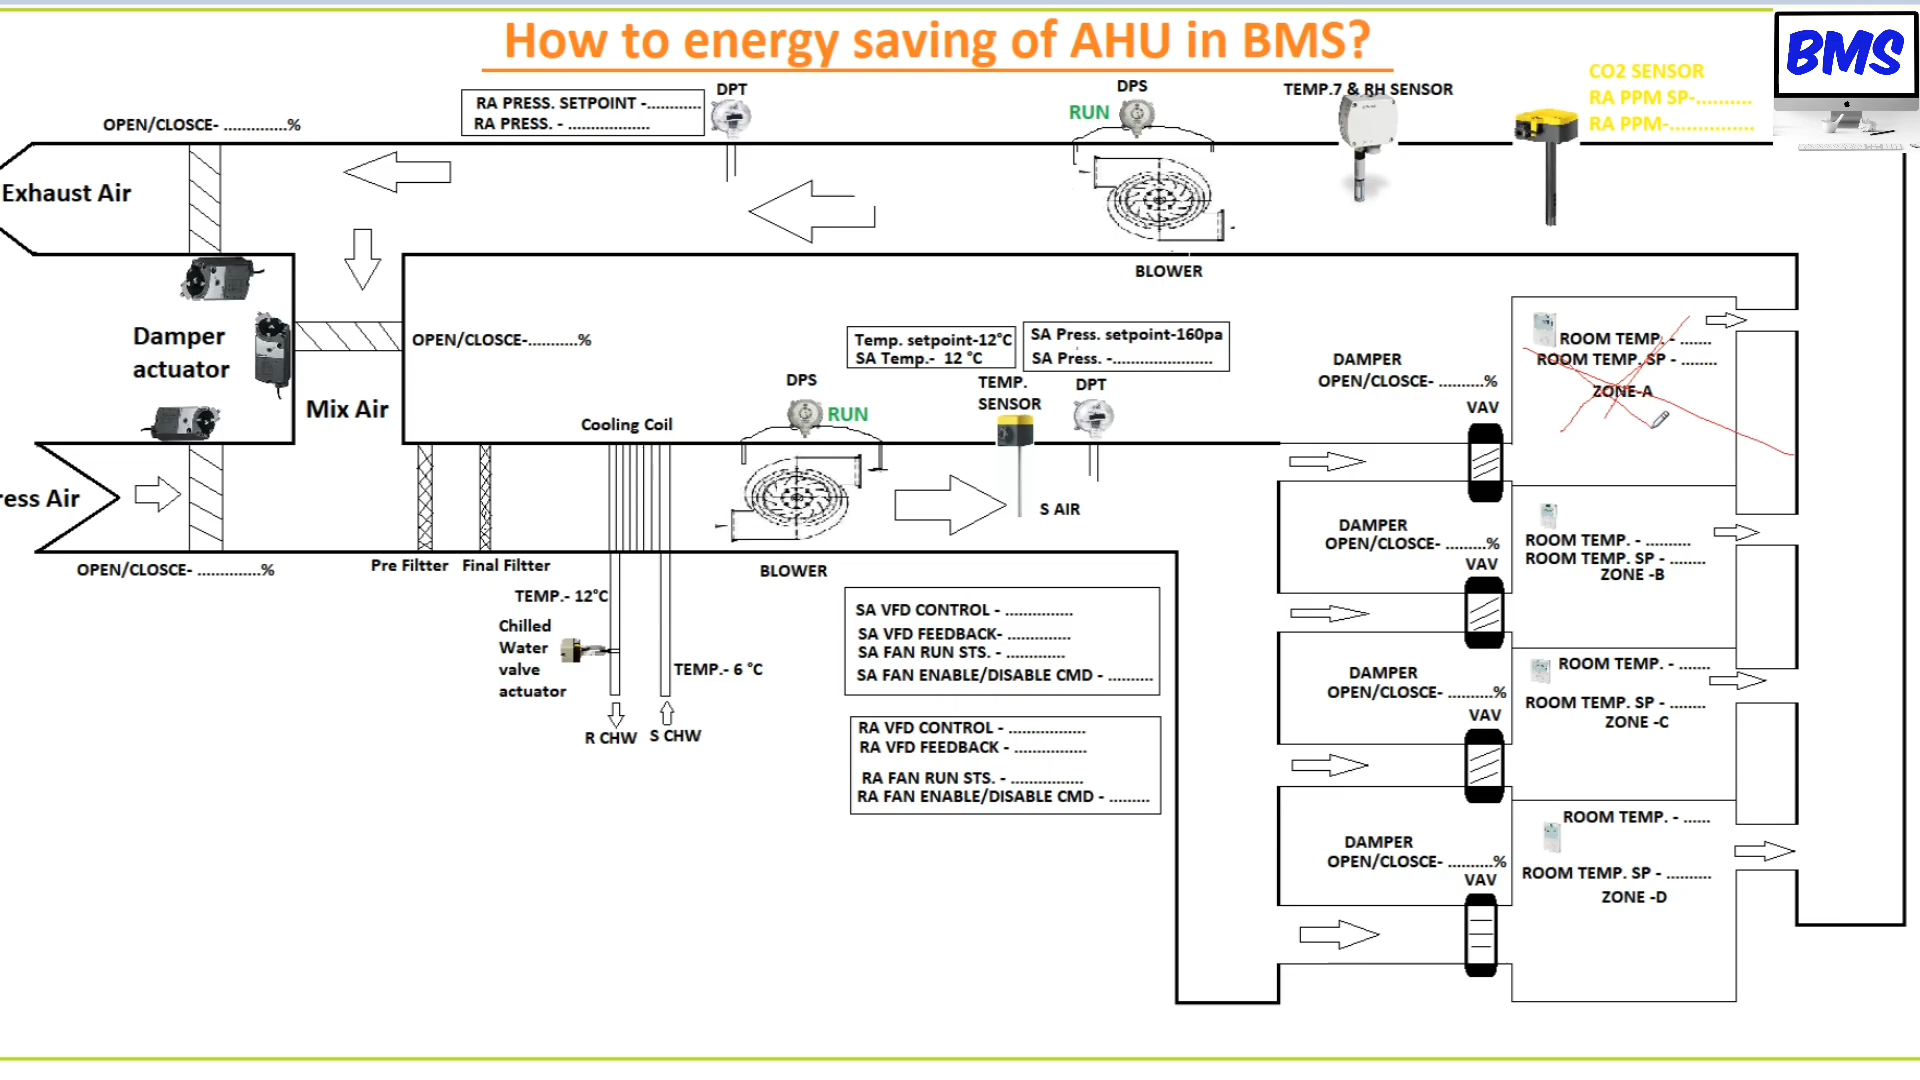 How to energy saving of AHU in BMS?
BMS
CO2 SENSOR
RA PPM SP-..........
RA PPM-...............
TEMP.7 & RH SENSOR
DPS
RUN
DPT
RA PRESS. SETPOINT -............
RA PRESS. - ..................
OPEN/CLOSCE- ..............%
Exhaust Air
BLOWER
Damper
actuator
OPEN/CLOSCE-...........%
Mix Air
Temp. setpoint-12°C
SA Temp.- 12 °C
SA Press. setpoint-160pa
SA Press. -......................
DPS
RUN
TEMP.
SENSOR
DPT
Cooling Coil
ress Air
S AIR
OPEN/CLOSCE- ..............%
Pre Filtter
Final Filtter
BLOWER
TEMP.- 12°C
Chilled
Water
valve
actuator
TEMP.- 6 °C
R CHW
S CHW
SA VFD CONTROL - ...............
SA VFD FEEDBACK- ..............
SA FAN RUN STS. - .............
SA FAN ENABLE/DISABLE CMD - ..........
RA VFD CONTROL - .................
RA VFD FEEDBACK - ................
RA FAN RUN STS. - ................
RA FAN ENABLE/DISABLE CMD - .........
DAMPER
OPEN/CLOSCE- ..........%
VAV
ROOM TEMP. - .......
ROOM TEMP. SP - ........
ZONE-A
DAMPER
OPEN/CLOSCE- .........%
VAV
ROOM TEMP. - ..........
ROOM TEMP. SP - ........
ZONE -B
DAMPER
OPEN/CLOSCE- ..........%
VAV
ROOM TEMP. - .......
ROOM TEMP. SP - ........
ZONE -C
DAMPER
OPEN/CLOSCE- ..........%
VAV
ROOM TEMP. - ......
ROOM TEMP. SP - ..........
ZONE -D